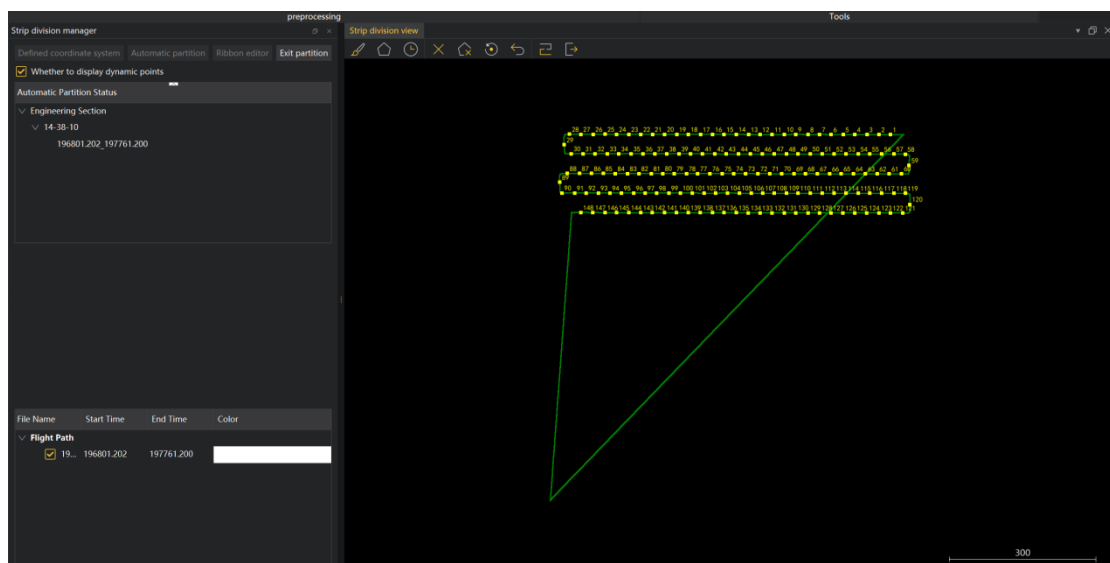 preprocessing
Tools
Strip division manager
Strip division view
Defined coordinate system Automatic partition Ribbon editor Exit partition
Whether to display dynamic points
Automatic Partition Status
Engineering Section
14-38-10
196801.202_197761.200
28 27 26 25 24 23 22 21 20 19 18 17 16 15 14 13 12 11 10 9 8 7 6 5 4 3 2 1
29
30 31 32 33 34 35 36 37 38 39 40 41 42 43 44 45 46 47 48 49 50 51 52 53 54 55 56 57 58
59
88 87 86 85 84 83 82 81 80 79 78 77 76 75 74 73 72 71 70 69 68 67 66 65 64 63 62 61 60
89
90 91 92 93 94 95 96 97 98 99 100 101 102 103 104 105 106 107 108 109 110 111 112 113 114 115 116 117 118 119
120
148 147 146 145 144 143 142 141 140 139 138 137 136 135 134 133 132 131 130 129 128 127 126 125 124 123 122 121
File Name Start Time End Time Color
Flight Path
19... 196801.202 197761.200
300